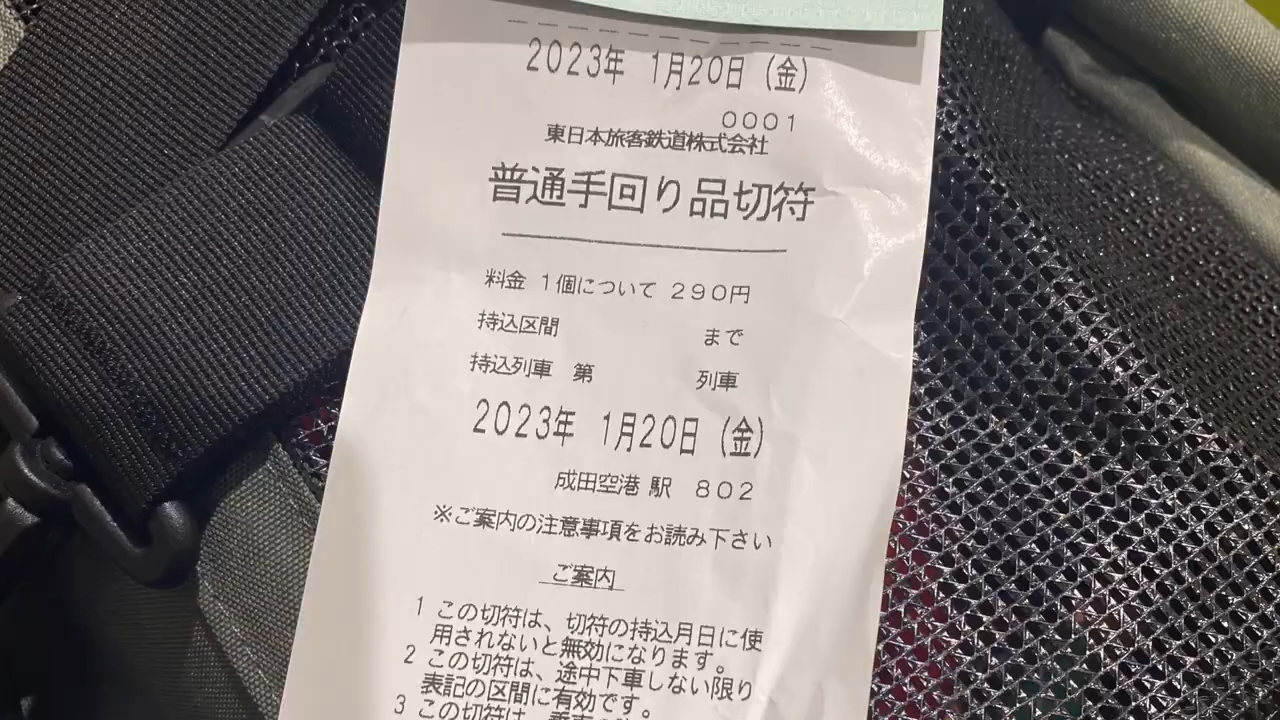 2023年 1月20日（金）
0001
東日本旅客鉄道株式会社
普通手回り品切符
料金 1個について 290円
持込区間 まで
持込列車 第 列車
2023年 1月20日（金）
成田空港 駅 802
※ご案内の注意事項をお読み下さい
ご案内
1 この切符は、切符の持込月日に使
用されないと無効になります。
2 この切符は、途中下車しない限り
表記の区間に有効です。
3 この切符は、